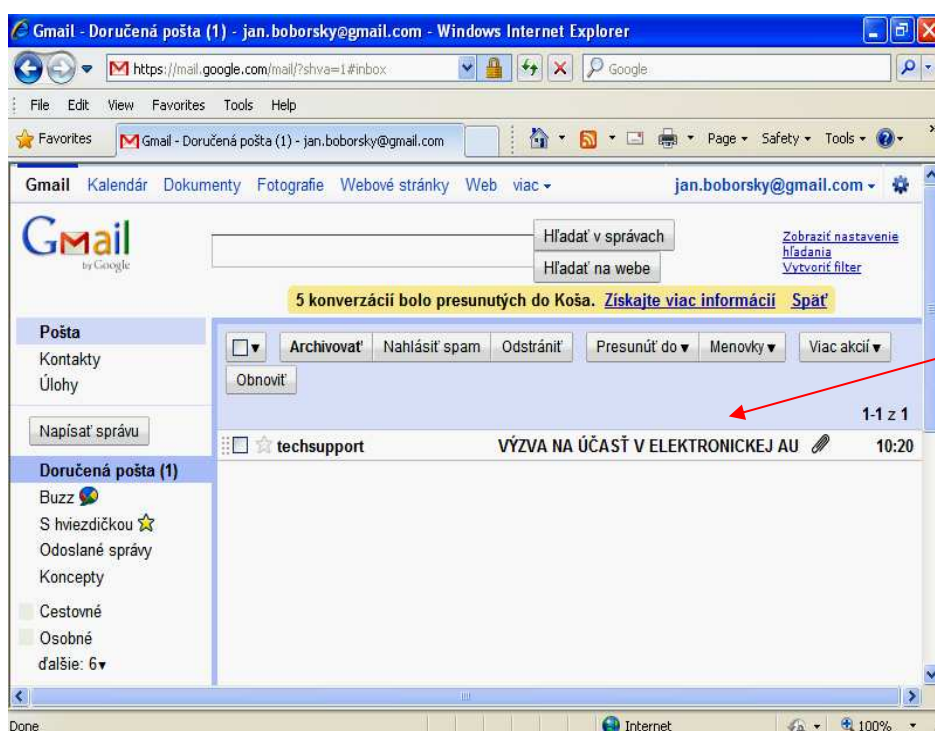 Gmail - Doručená pošta (1) - jan.boborsky@gmail.com - Windows Internet Explorer
https://mail.google.com/mail/?shva=1#inbox
Google
File Edit View Favorites Tools Help
Favorites
Gmail - Doručená pošta (1) - jan.boborsky@gmail.com
Page Safety Tools
Gmail Kalendár Dokumenty Fotografie Webové stránky Web viac
jan.boborsky@gmail.com
Gmail
by Google
Hľadať v správach
Hľadať na webe
Zobraziť nastavenie
hľadania
Vytvoriť filter
5 konverzácií bolo presunutých do Koša. Získajte viac informácií Späť
Pošta
Kontakty
Úlohy
Napísať správu
Doručená pošta (1)
Buzz
S hviezdičkou
Odoslané správy
Koncepty
Cestovné
Osobné
ďalšie: 6
Archivovať Nahlásiť spam Odstrániť Presunúť do Menovky Viac akcií
Obnoviť
1-1 z 1
techsupport VÝZVA NA ÚČASŤ V ELEKTRONICKEJ AU 10:20
Done Internet 100%